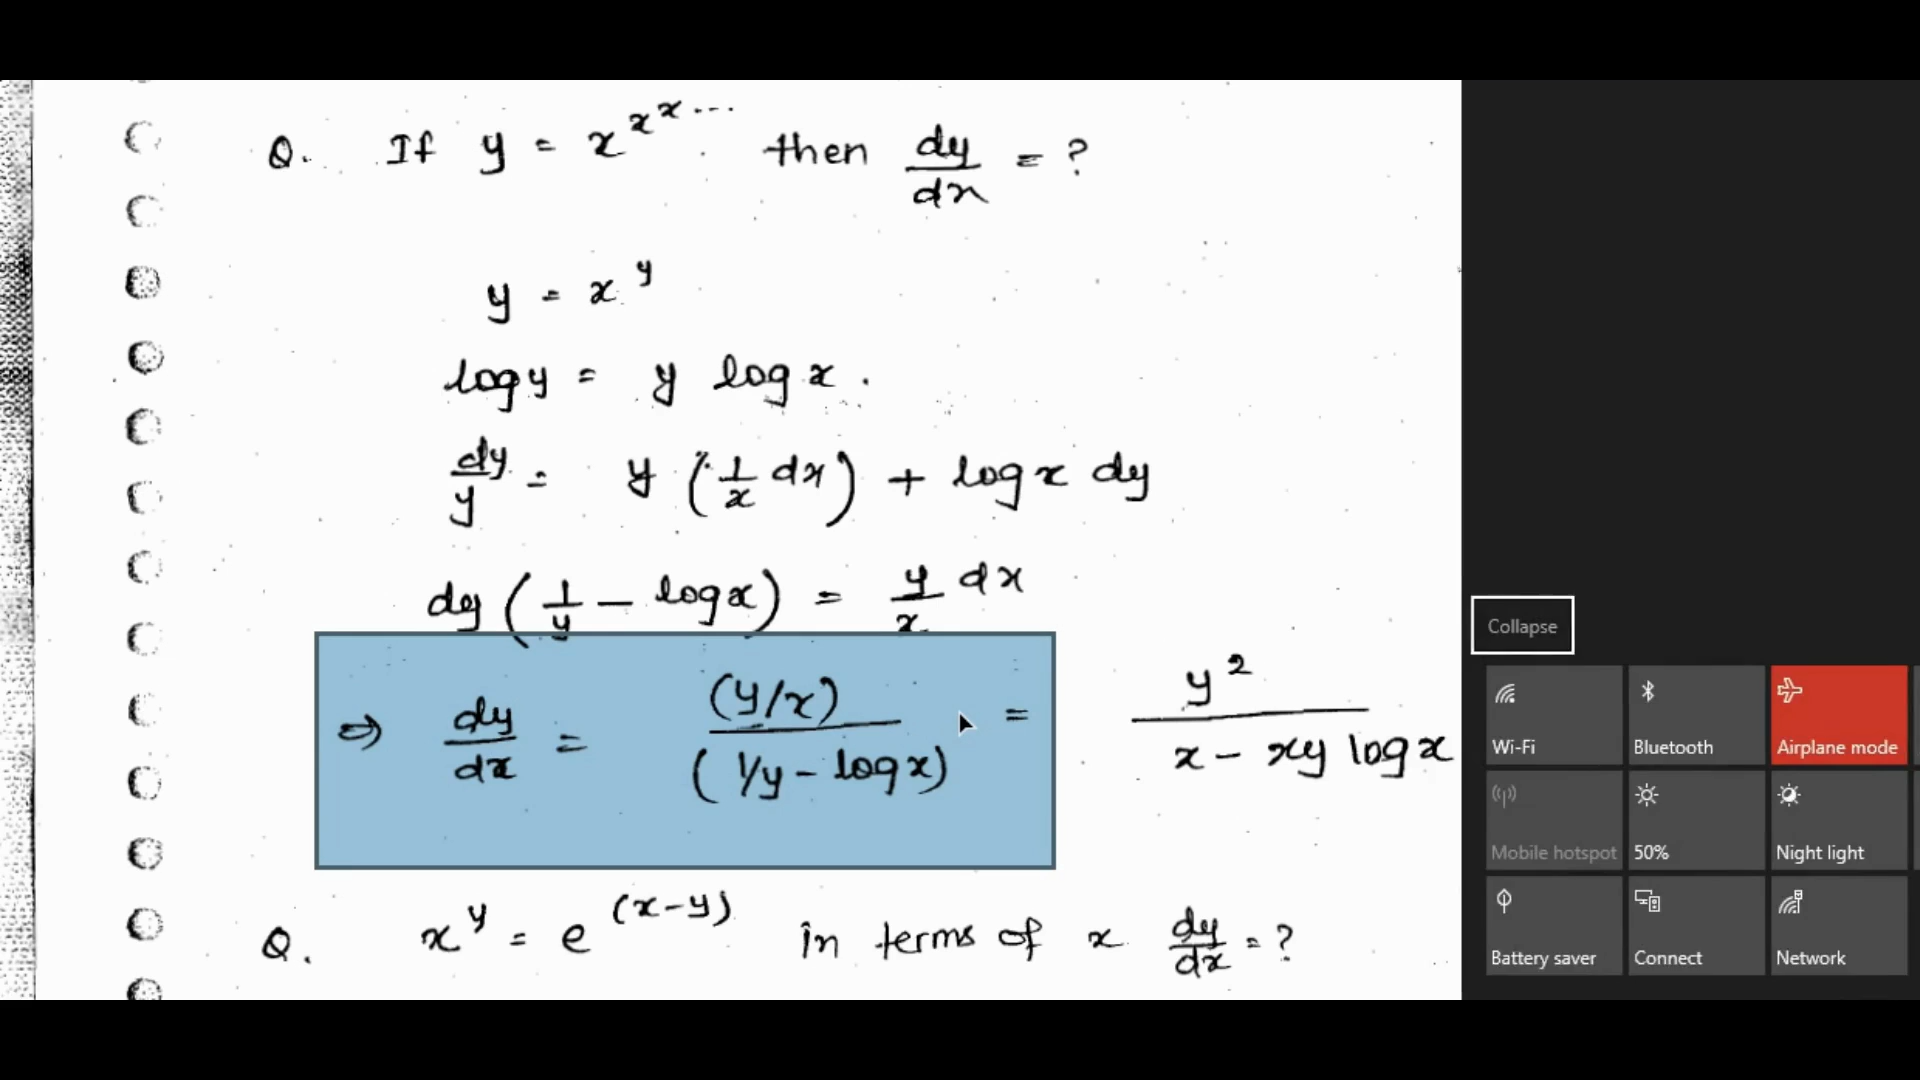 Q. If y = x^x^x... then dy/dx = ?
y = x^y
log y = y log x.
dy/y = y (1/x dx) + log x dy
dy (1/y - log x) = y/x dx
⇒ dy/dx = (y/x) / (1/y - log x) = y^2 / x - xy log x
Q. x^y = e^(x-y) in terms of x dy/dx = ?
Collapse
Wi-Fi Bluetooth Airplane mode
Mobile hotspot 50% Night light
Battery saver Connect Network